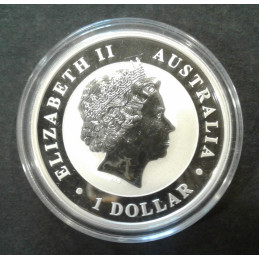 ELIZABETH II AUSTRALIA
• 1 DOLLAR •